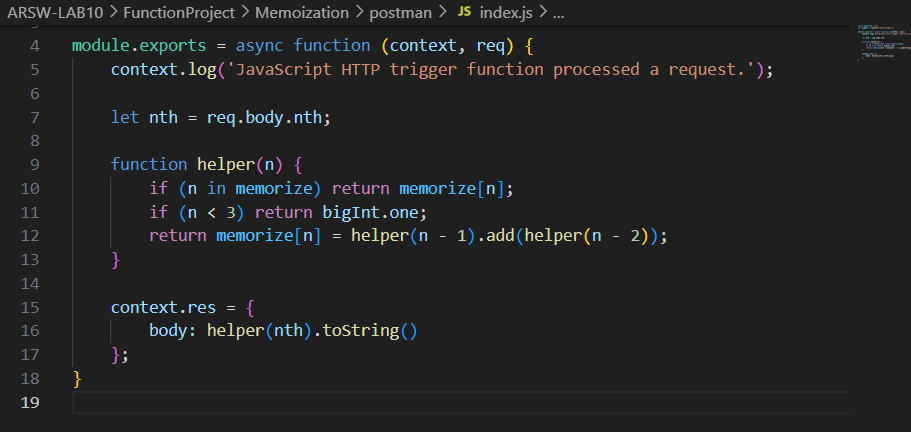 ARSW-LAB10 > FunctionProject > Memoization > postman > JS index.js > ...
4 module.exports = async function (context, req) {
5     context.log('JavaScript HTTP trigger function processed a request.');
6
7     let nth = req.body.nth;
8
9     function helper(n) {
10         if (n in memorize) return memorize[n];
11         if (n < 3) return bigInt.one;
12         return memorize[n] = helper(n - 1).add(helper(n - 2));
13     }
14
15     context.res = {
16         body: helper(nth).toString()
17     };
18 }
19